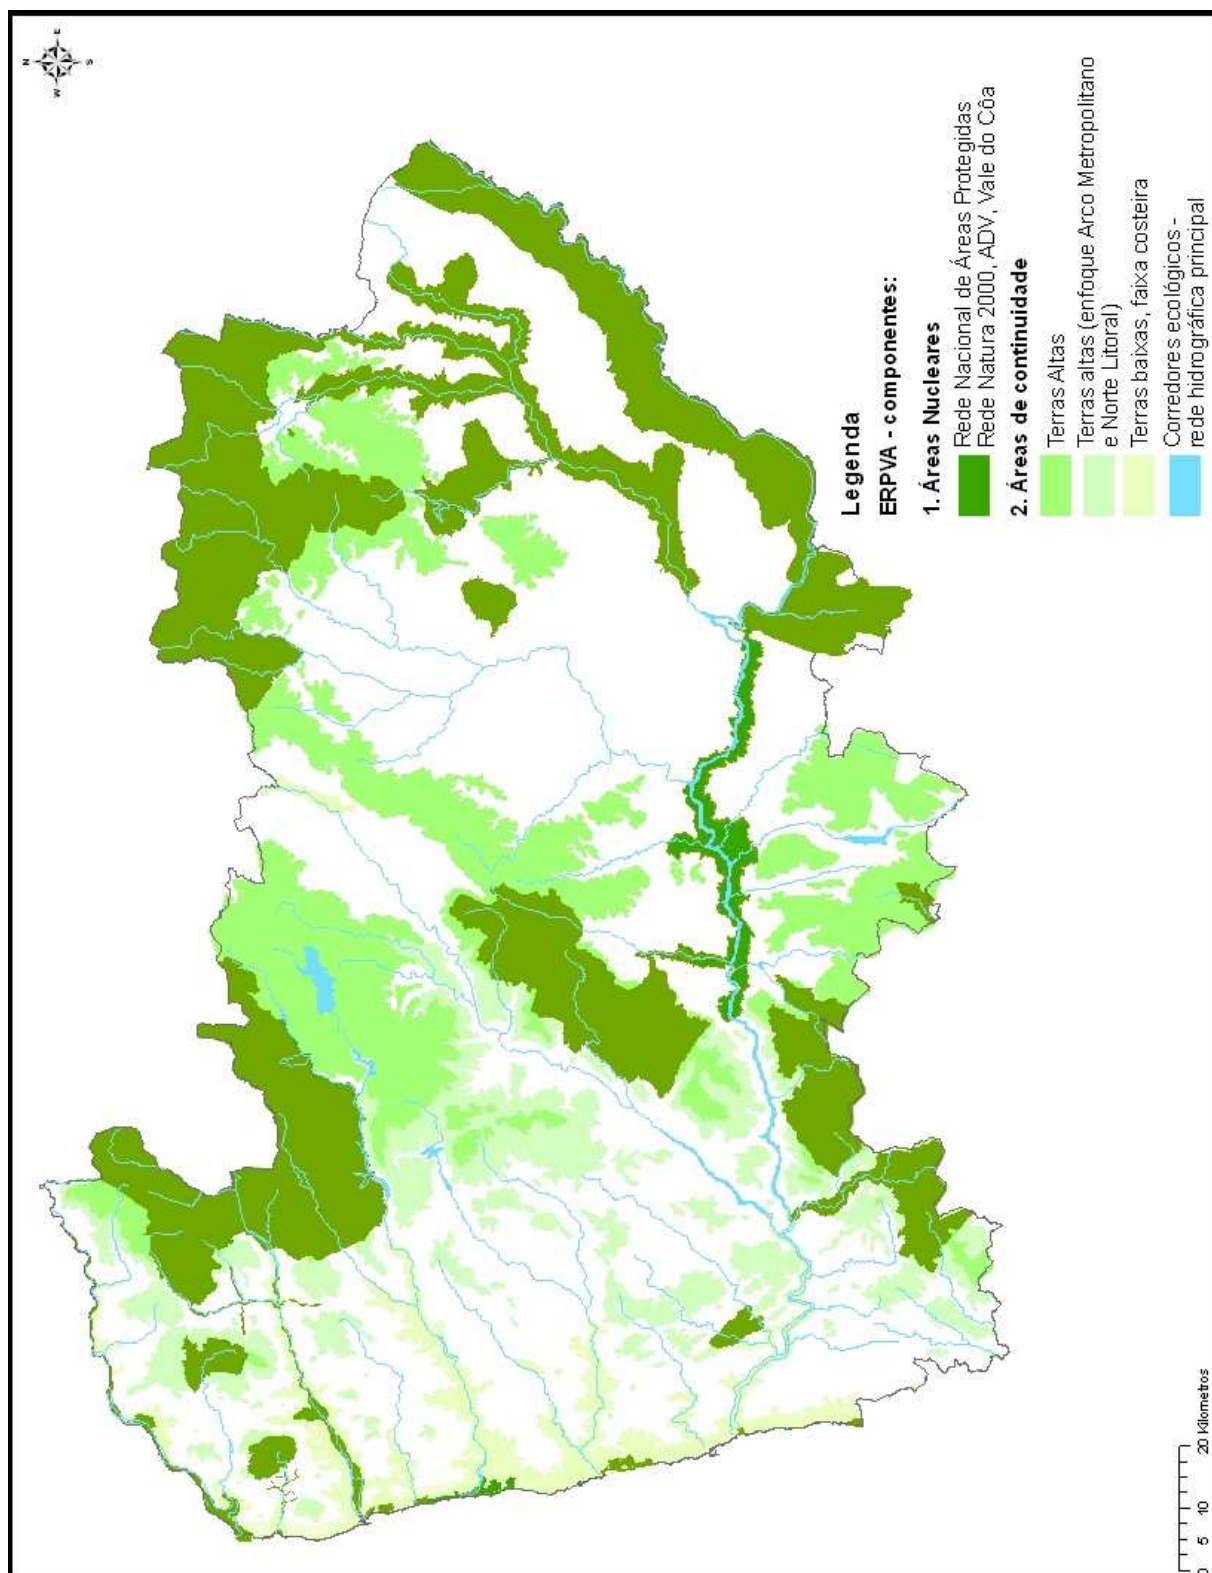 N
W
E
S
Legenda
ERPVA - componentes:
1. Áreas Nucleares
Rede Nacional de Áreas Protegidas
Rede Natura 2000, ADV, Vale do Côa
2. Áreas de continuidade
Terras Altas
Terras altas (enfoque Arco Metropolitano
e Norte Litoral)
Terras baixas, faixa costeira
Corredores ecológicos -
rede hidrográfica principal
0 5 10 20 Kilometros